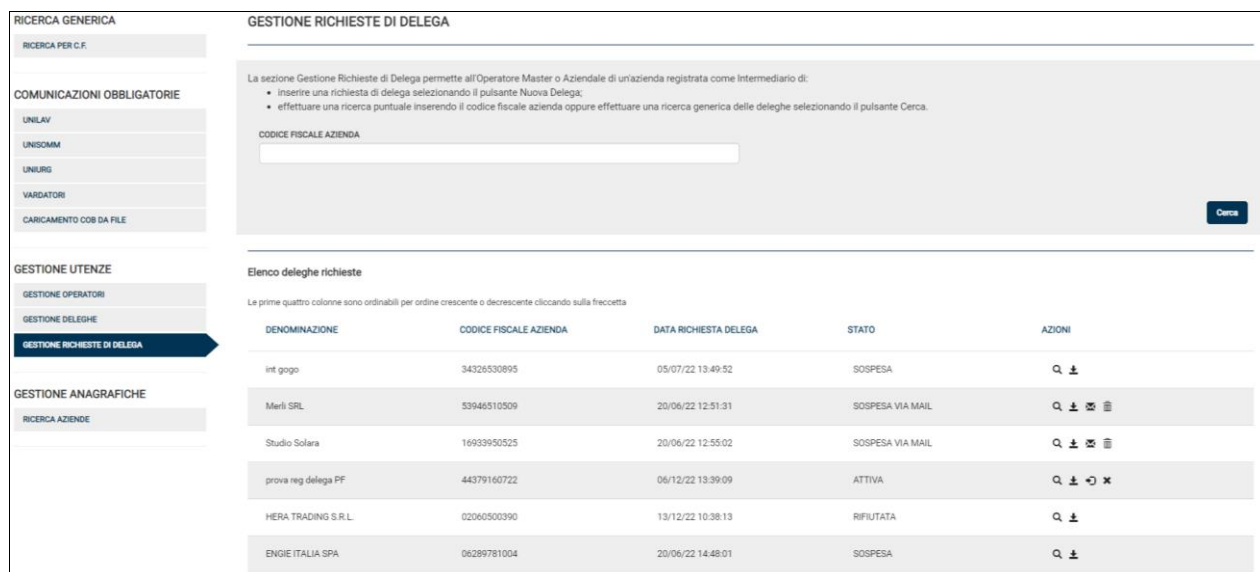 RICERCA GENERICA
RICERCA PER C.F.
COMUNICAZIONI OBBLIGATORIE
UNILAV
UNISOMM
UNIURG
VARDATORI
CARICAMENTO COB DA FILE
GESTIONE UTENZE
GESTIONE OPERATORI
GESTIONE DELEGHE
GESTIONE RICHIESTE DI DELEGA
GESTIONE ANAGRAFICHE
RICERCA AZIENDE
GESTIONE RICHIESTE DI DELEGA
La sezione Gestione Richieste di Delega permette all'Operatore Master o Aziendale di un'azienda registrata come Intermediario di:
• inserire una richiesta di delega selezionando il pulsante Nuova Delega;
• effettuare una ricerca puntuale inserendo il codice fiscale azienda oppure effettuare una ricerca generica delle deleghe selezionando il pulsante Cerca.
CODICE FISCALE AZIENDA
Cerca
Elenco deleghe richieste
Le prime quattro colonne sono ordinabili per ordine crescente o decrescente cliccando sulla freccetta
DENOMINAZIONE CODICE FISCALE AZIENDA DATA RICHIESTA DELEGA STATO AZIONI
int gogo 34326530895 05/07/22 13:49:52 SOSPESA
Merli SRL 53946510509 20/06/22 12:51:31 SOSPESA VIA MAIL
Studio Solara 16933950525 20/06/22 12:55:02 SOSPESA VIA MAIL
prova reg delega PF 44379160722 06/12/22 13:39:09 ATTIVA
HERA TRADING S.R.L. 02060500390 13/12/22 10:38:13 RIFIUTATA
ENGIE ITALIA SPA 06289781004 20/06/22 14:48:01 SOSPESA